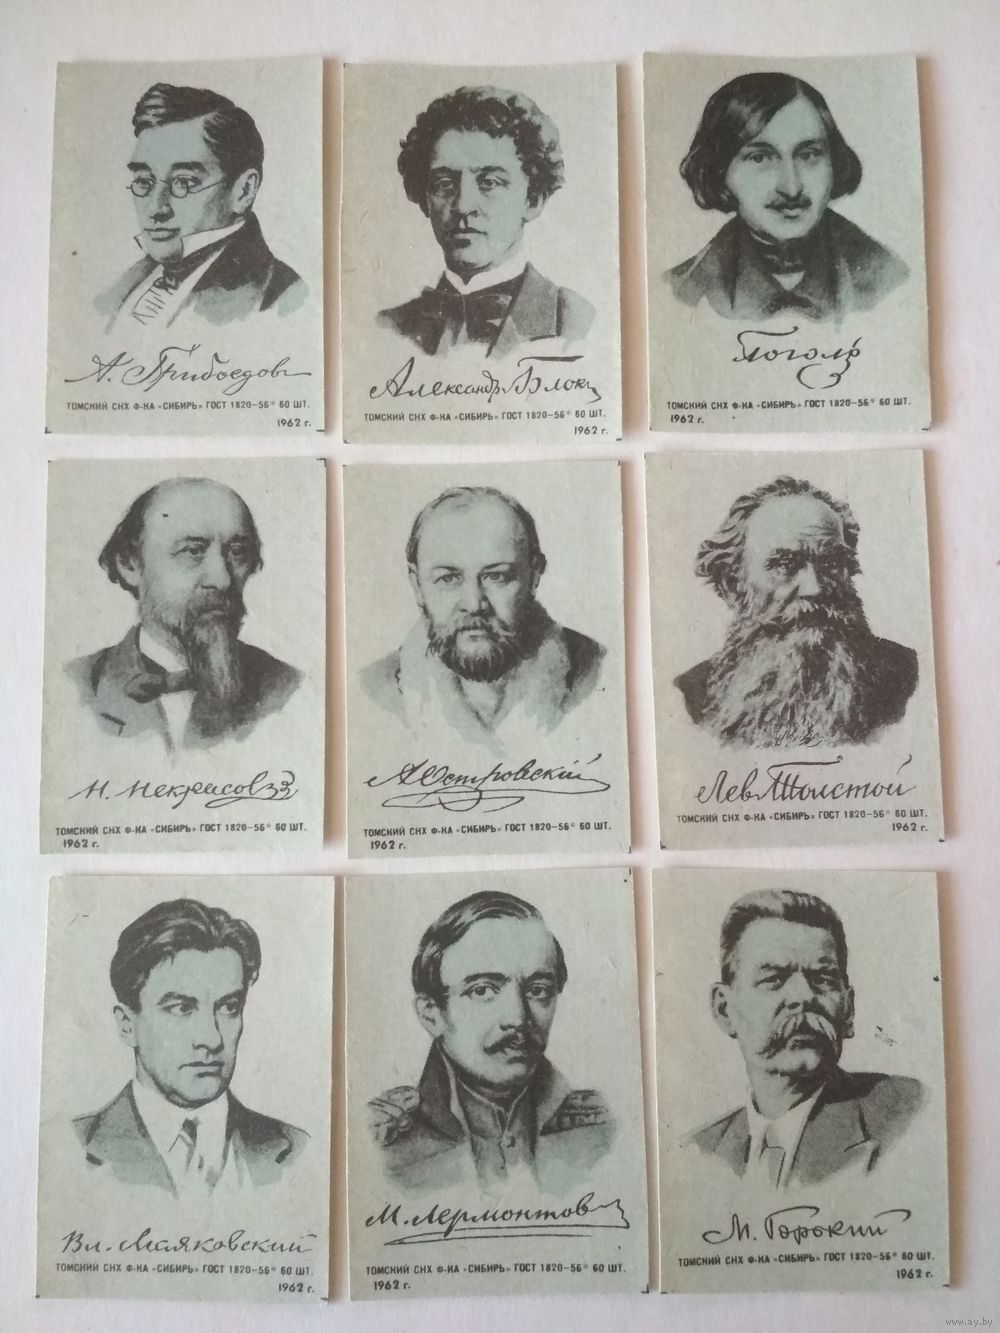 А. Грибоедовъ
ТОМСКИЙ СНХ Ф-КА «СИБИРЬ» ГОСТ 1820–56* 60 ШТ.
1962 г.
Александръ Блокъ
ТОМСКИЙ СНХ Ф-КА «СИБИРЬ» ГОСТ 1820–56* 60 ШТ.
1962 г.
Гоголь
ТОМСКИЙ СНХ Ф-КА «СИБИРЬ» ГОСТ 1820–56* 60 ШТ.
1962 г.
Н. Некрасовъ
ТОМСКИЙ СНХ Ф-КА «СИБИРЬ» ГОСТ 1820–56* 60 ШТ.
1962 г.
А Островский
ТОМСКИЙ СНХ Ф-КА «СИБИРЬ» ГОСТ 1820–56* 60 ШТ.
1962 г.
Лев Толстой
ТОМСКИЙ СНХ Ф-КА «СИБИРЬ» ГОСТ 1820–56* 60 ШТ.
1962 г.
Вл. Маяковский
ТОМСКИЙ СНХ Ф-КА «СИБИРЬ» ГОСТ 1820–56* 60 ШТ.
1962 г.
М. Лермонтовъ
ТОМСКИЙ СНХ Ф-КА «СИБИРЬ» ГОСТ 1820–56* 60 ШТ.
1962 г.
М. Горький
ТОМСКИЙ СНХ Ф-КА «СИБИРЬ» ГОСТ 1820–56* 60 ШТ.
1962 г.
www.ay.by